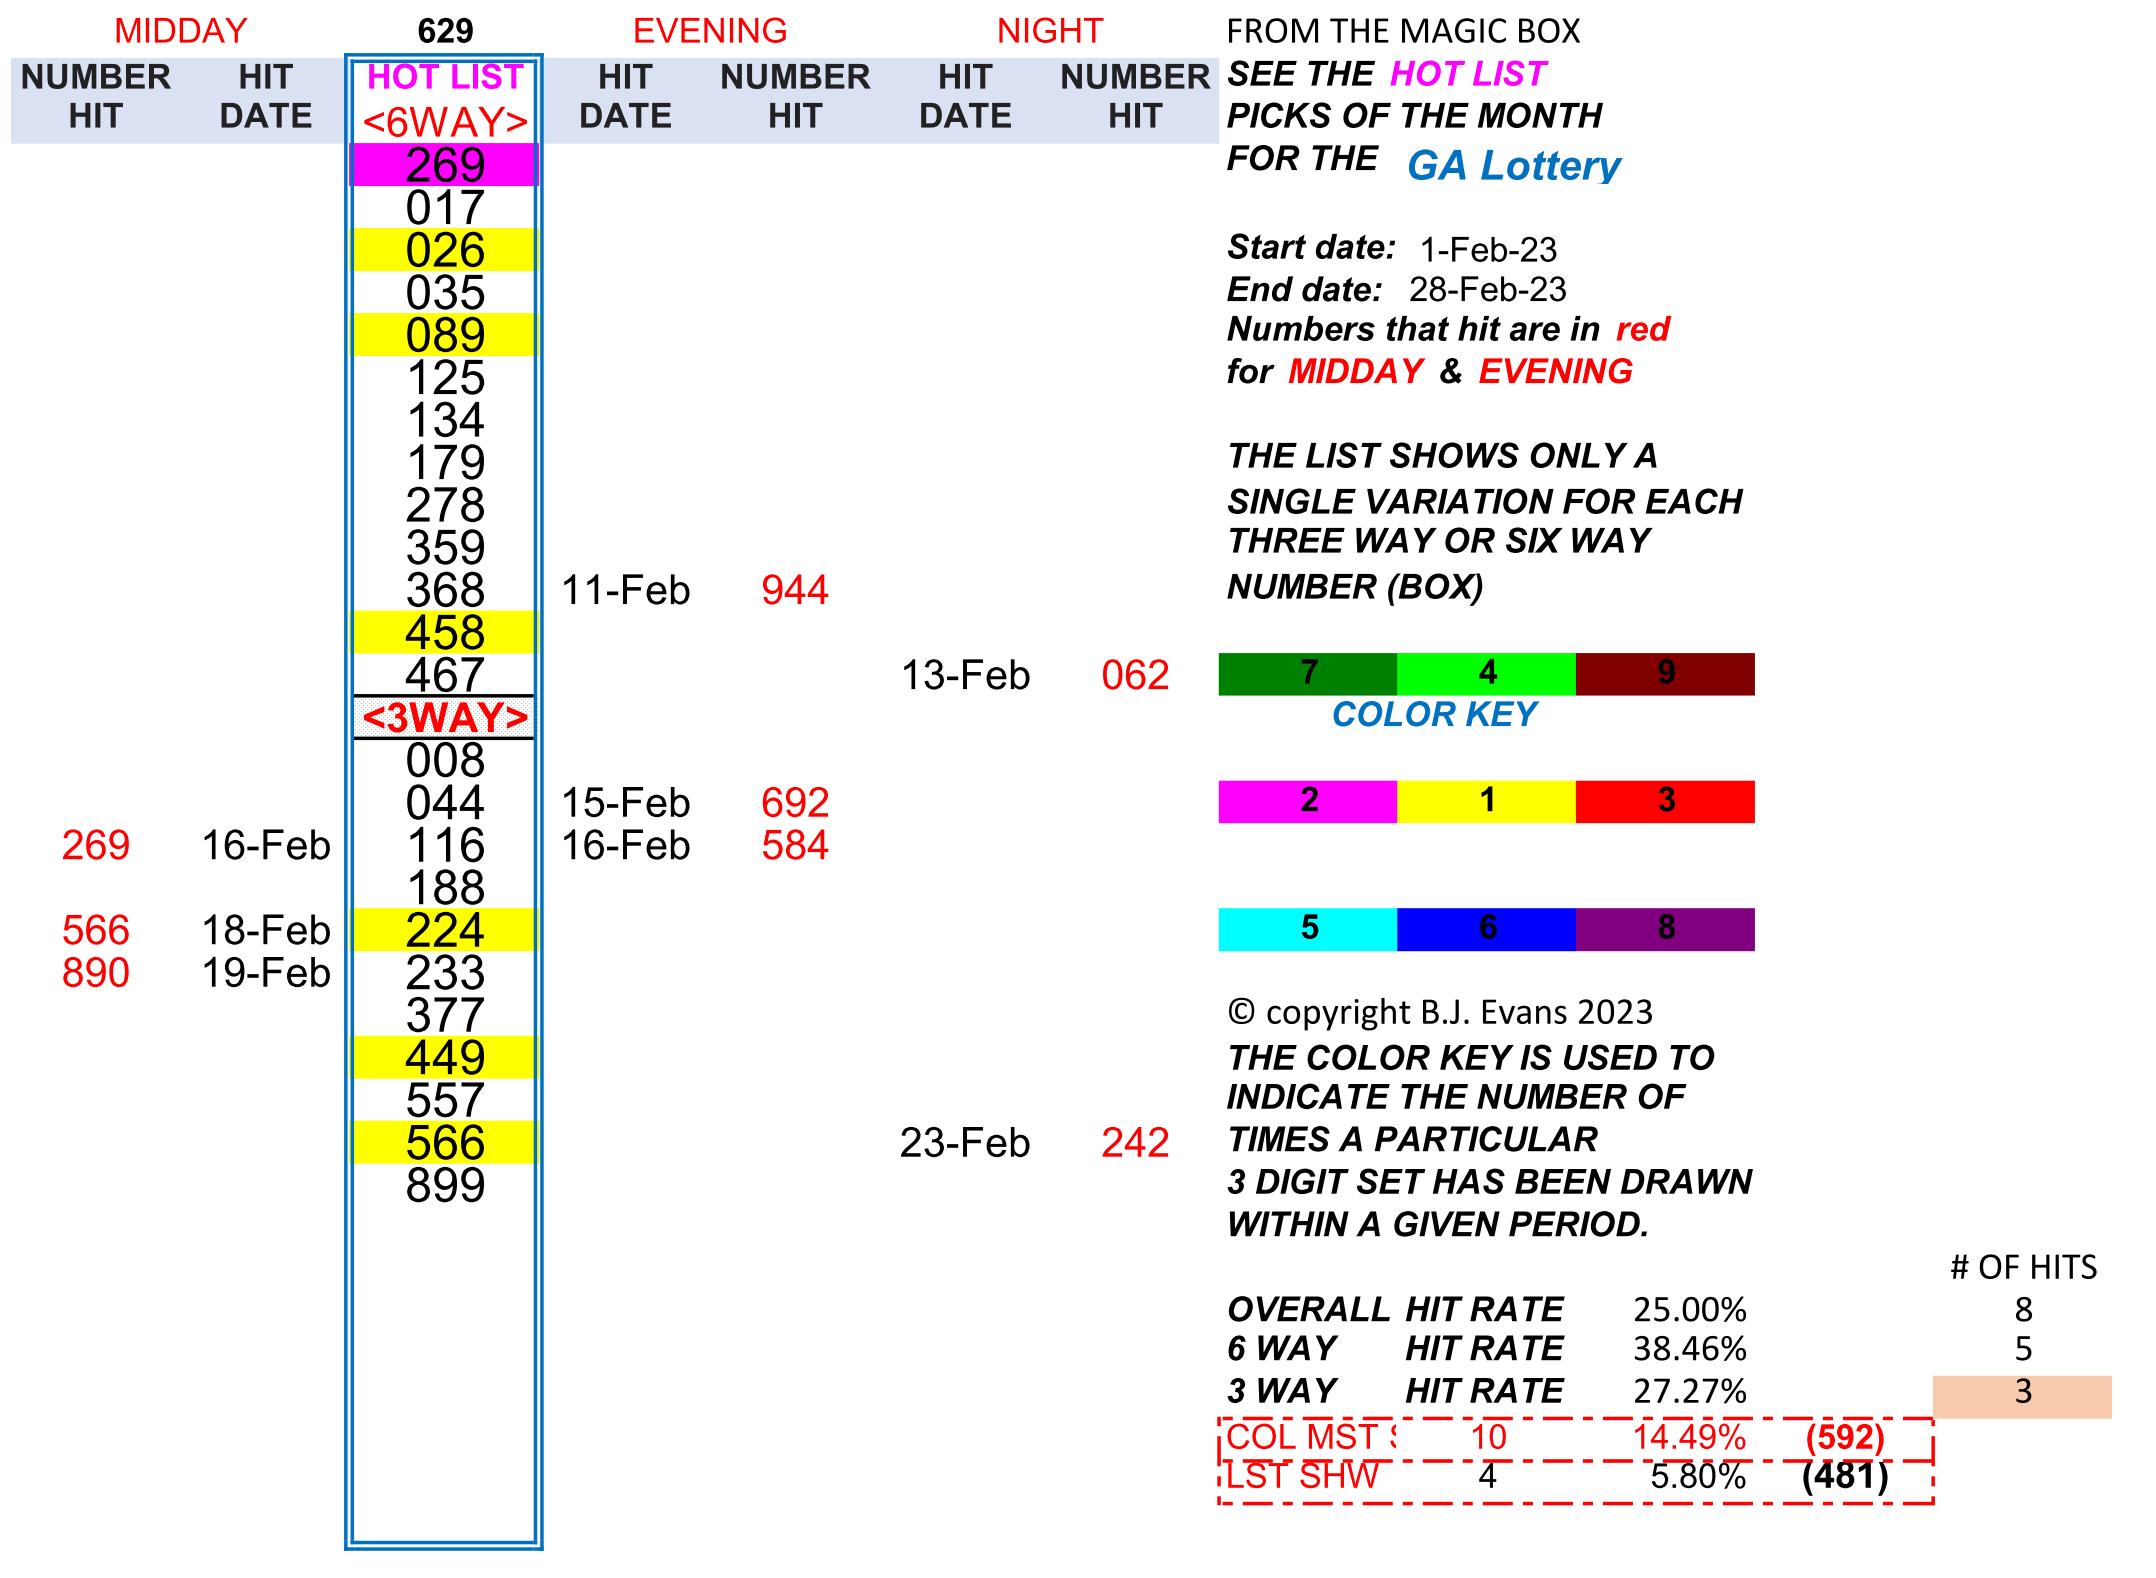 MIDDAY 629 EVENING NIGHT FROM THE MAGIC BOX
NUMBER HIT HOT LIST HIT NUMBER HIT NUMBER SEE THE HOT LIST
HIT DATE <6WAY> DATE HIT DATE HIT PICKS OF THE MONTH
269 FOR THE GA Lottery
017
026 Start date: 1-Feb-23
035 End date: 28-Feb-23
089 Numbers that hit are in red
125 for MIDDAY & EVENING
134
179 THE LIST SHOWS ONLY A
278 SINGLE VARIATION FOR EACH
359 THREE WAY OR SIX WAY
368 11-Feb 944 NUMBER (BOX)
458
467 13-Feb 062 7 4 9
<3WAY> COLOR KEY
008
044 15-Feb 692 2 1 3
269 16-Feb 116 16-Feb 584
188
566 18-Feb 224 5 6 8
890 19-Feb 233
377 © copyright B.J. Evans 2023
449 THE COLOR KEY IS USED TO
557 INDICATE THE NUMBER OF
566 23-Feb 242 TIMES A PARTICULAR
899 3 DIGIT SET HAS BEEN DRAWN
WITHIN A GIVEN PERIOD.
# OF HITS
OVERALL HIT RATE 25.00% 8
6 WAY HIT RATE 38.46% 5
3 WAY HIT RATE 27.27% 3
COL MST 10 14.49% (592)
LST SHW 4 5.80% (481)